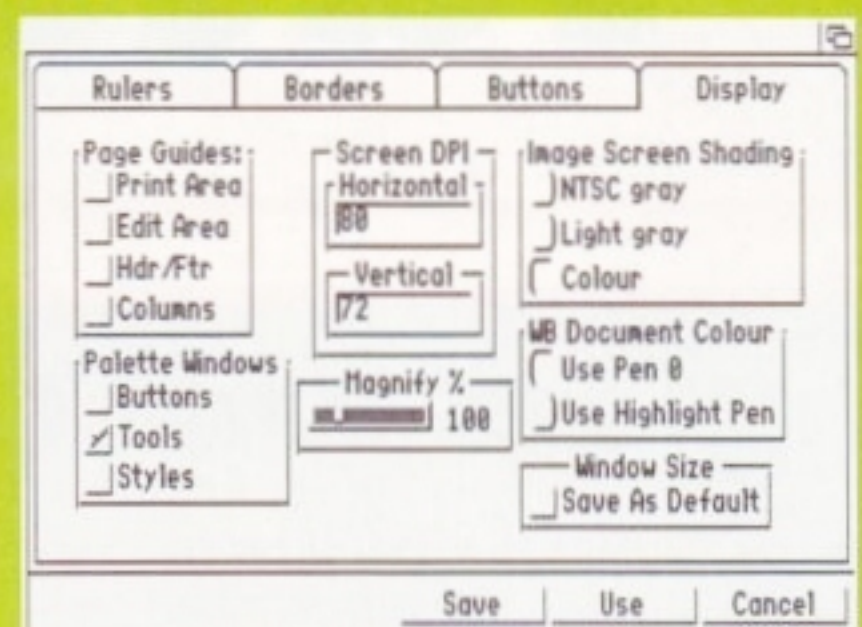 Rulers Borders Buttons Display
Page Guides:
Print Area
Edit Area
Hdr/Ftr
Columns
Palette Windows
Buttons
Tools
Styles
Screen DPI
Horizontal
80
Vertical
72
Magnify %
100
Image Screen Shading
NTSC gray
Light gray
Colour
WB Document Colour
Use Pen 0
Use Highlight Pen
Window Size
Save As Default
Save Use Cancel